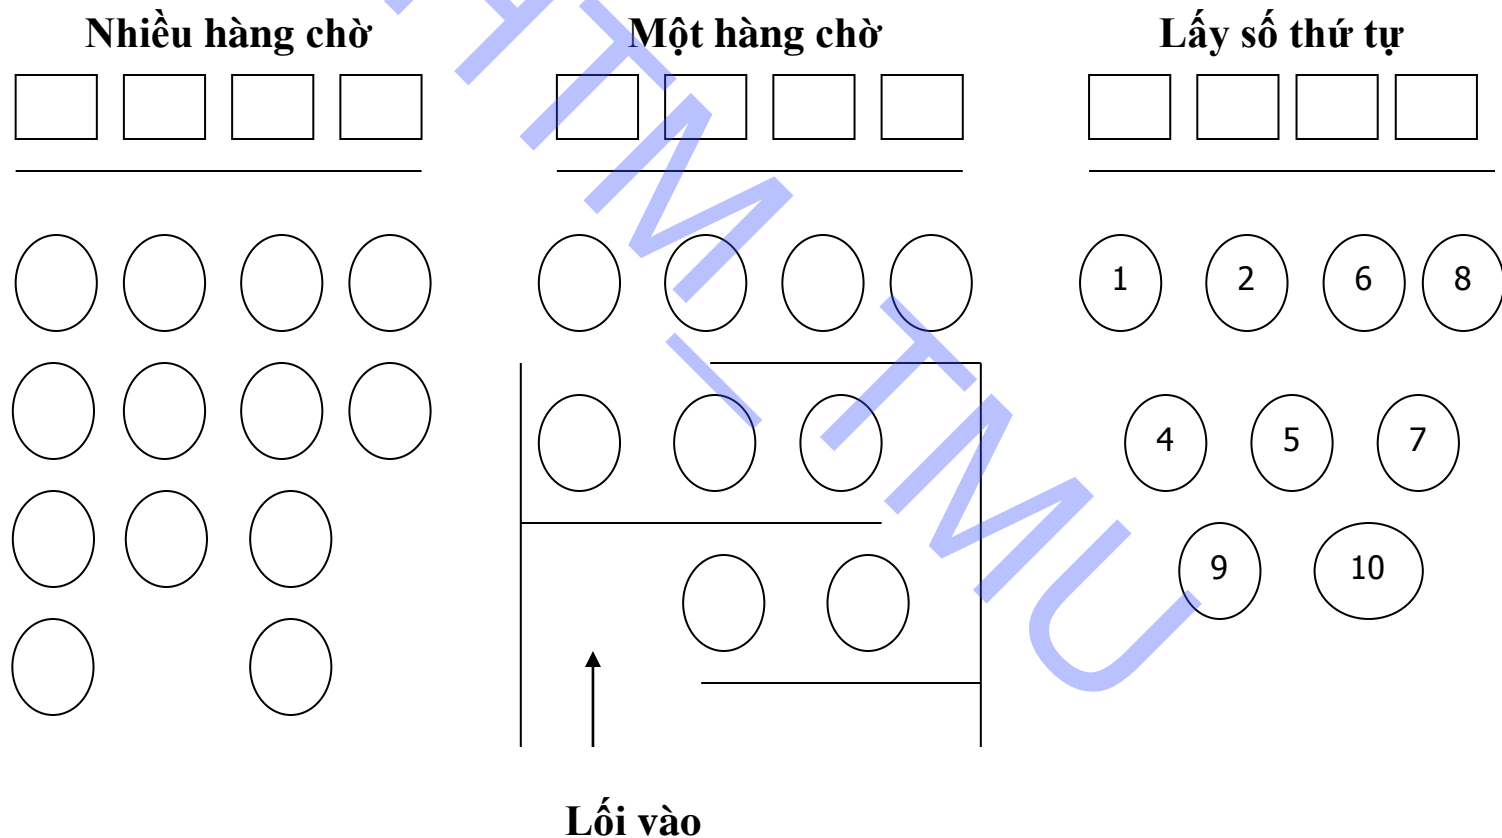 Nhiều hàng chờ
Một hàng chờ
Lấy số thứ tự
1 2 6 8
4 5 7
9 10
Lối vào
HTM_TMU